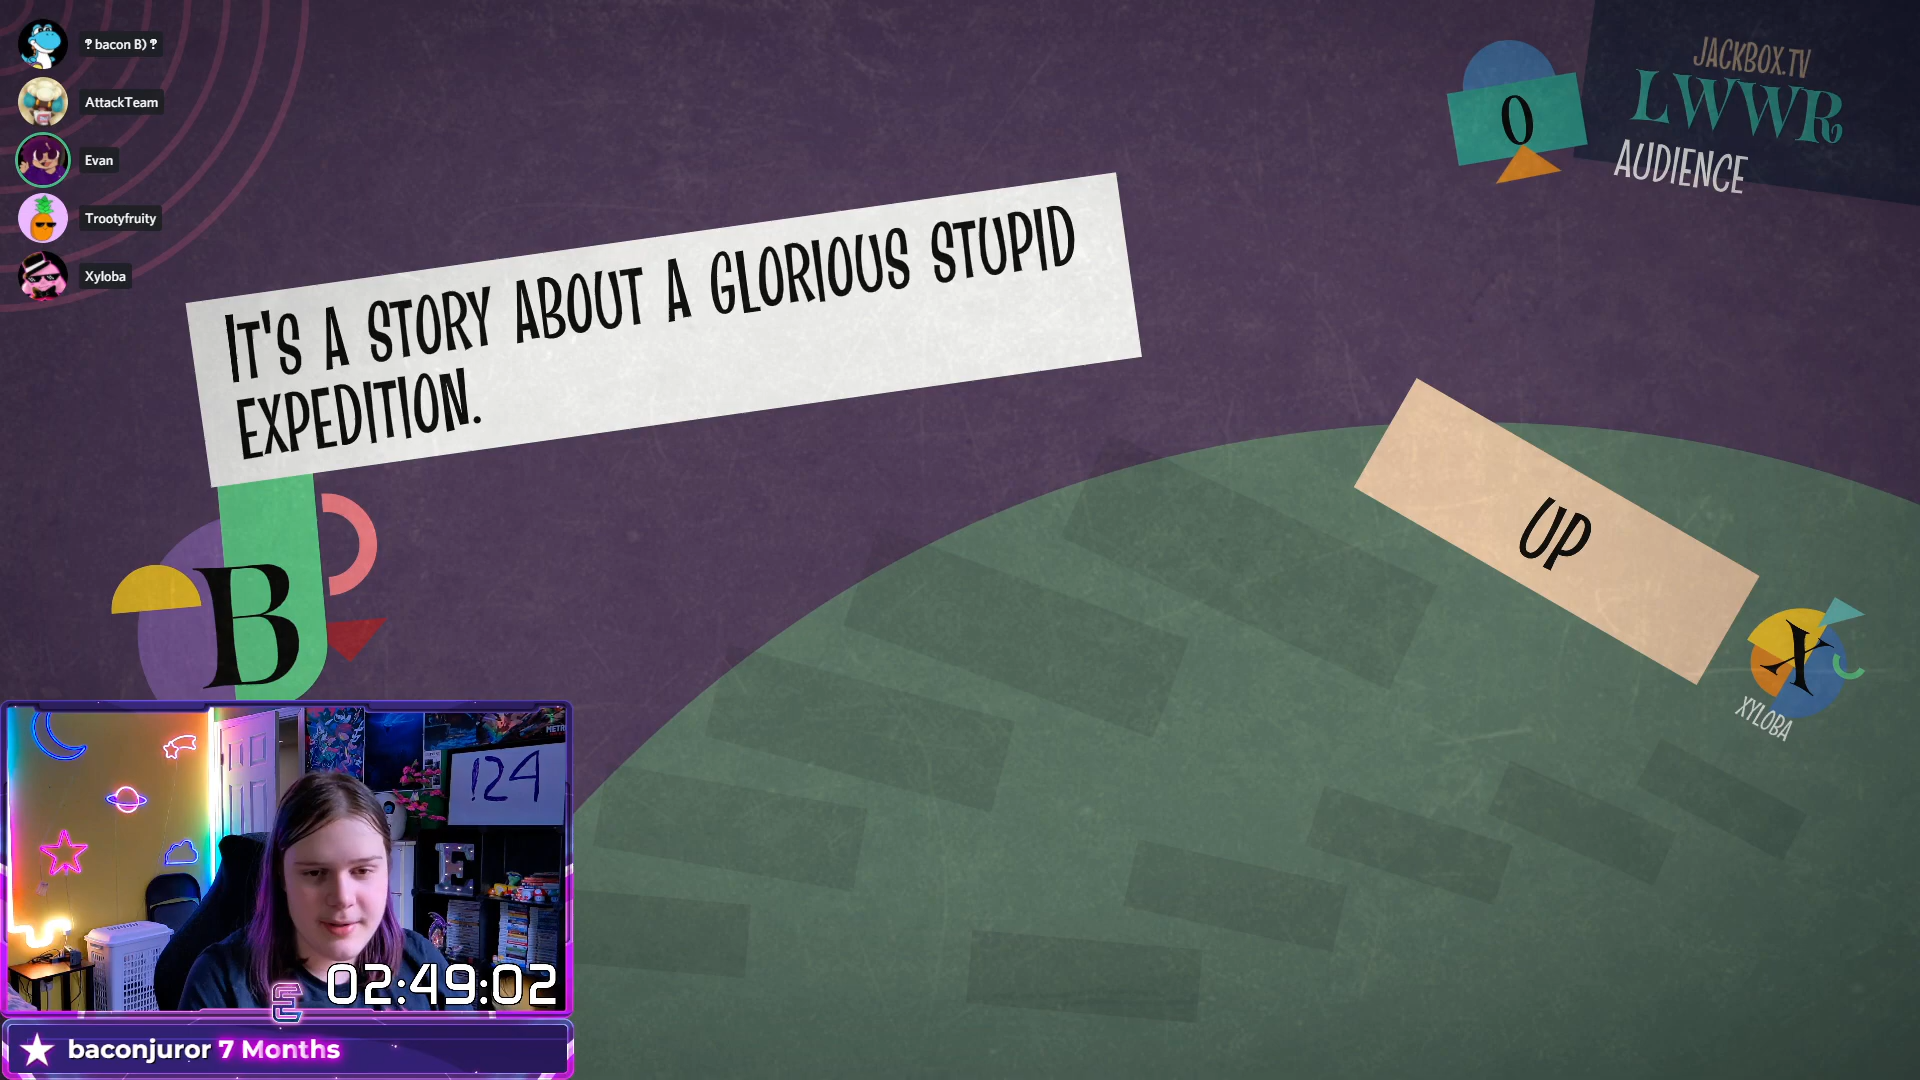 ‽ bacon B) ‽
AttackTeam
Evan
Trootyfruity
Xyloba
JACKBOX.TV
LWWR
AUDIENCE
0
IT'S A STORY ABOUT A GLORIOUS STUPID
EXPEDITION.
UP
B
X
XYLOBA
!24
E
02:49:02
baconjuror 7 Months